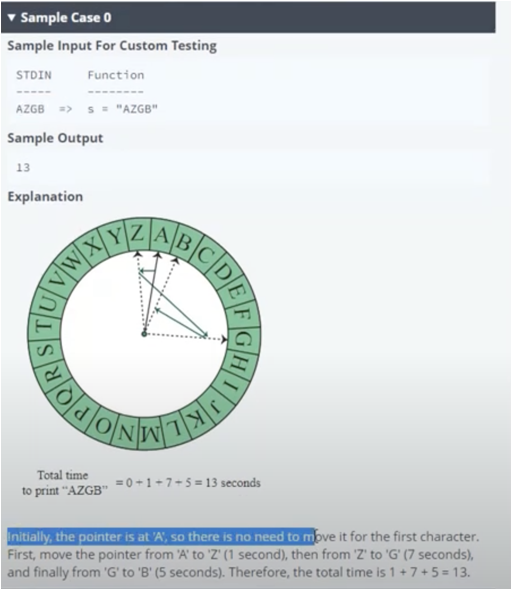 ▼ Sample Case 0
Sample Input For Custom Testing
STDIN Function
----- --------
AZGB => s = "AZGB"
Sample Output
13
Explanation
A B C D E F G H I J K L M N O P Q R S T U V W X Y Z
Total time
to print "AZGB" = 0 + 1 + 7 + 5 = 13 seconds
Initially, the pointer is at 'A', so there is no need to move it for the first character.
First, move the pointer from 'A' to 'Z' (1 second), then from 'Z' to 'G' (7 seconds),
and finally from 'G' to 'B' (5 seconds). Therefore, the total time is 1 + 7 + 5 = 13.